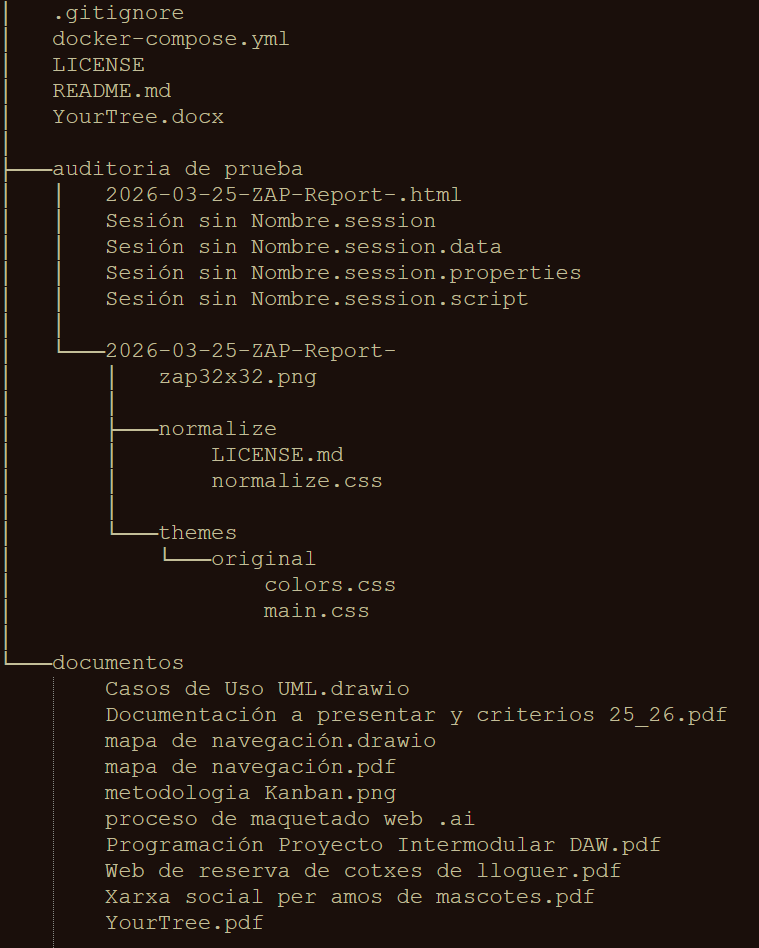 .gitignore
docker-compose.yml
LICENSE
README.md
YourTree.docx
auditoria de prueba
2026-03-25-ZAP-Report-.html
Sesión sin Nombre.session
Sesión sin Nombre.session.data
Sesión sin Nombre.session.properties
Sesión sin Nombre.session.script
2026-03-25-ZAP-Report-
zap32x32.png
normalize
LICENSE.md
normalize.css
themes
original
colors.css
main.css
documentos
Casos de Uso UML.drawio
Documentación a presentar y criterios 25_26.pdf
mapa de navegación.drawio
mapa de navegación.pdf
metodologia Kanban.png
proceso de maquetado web .ai
Programación Proyecto Intermodular DAW.pdf
Web de reserva de cotxes de lloguer.pdf
Xarxa social per amos de mascotes.pdf
YourTree.pdf